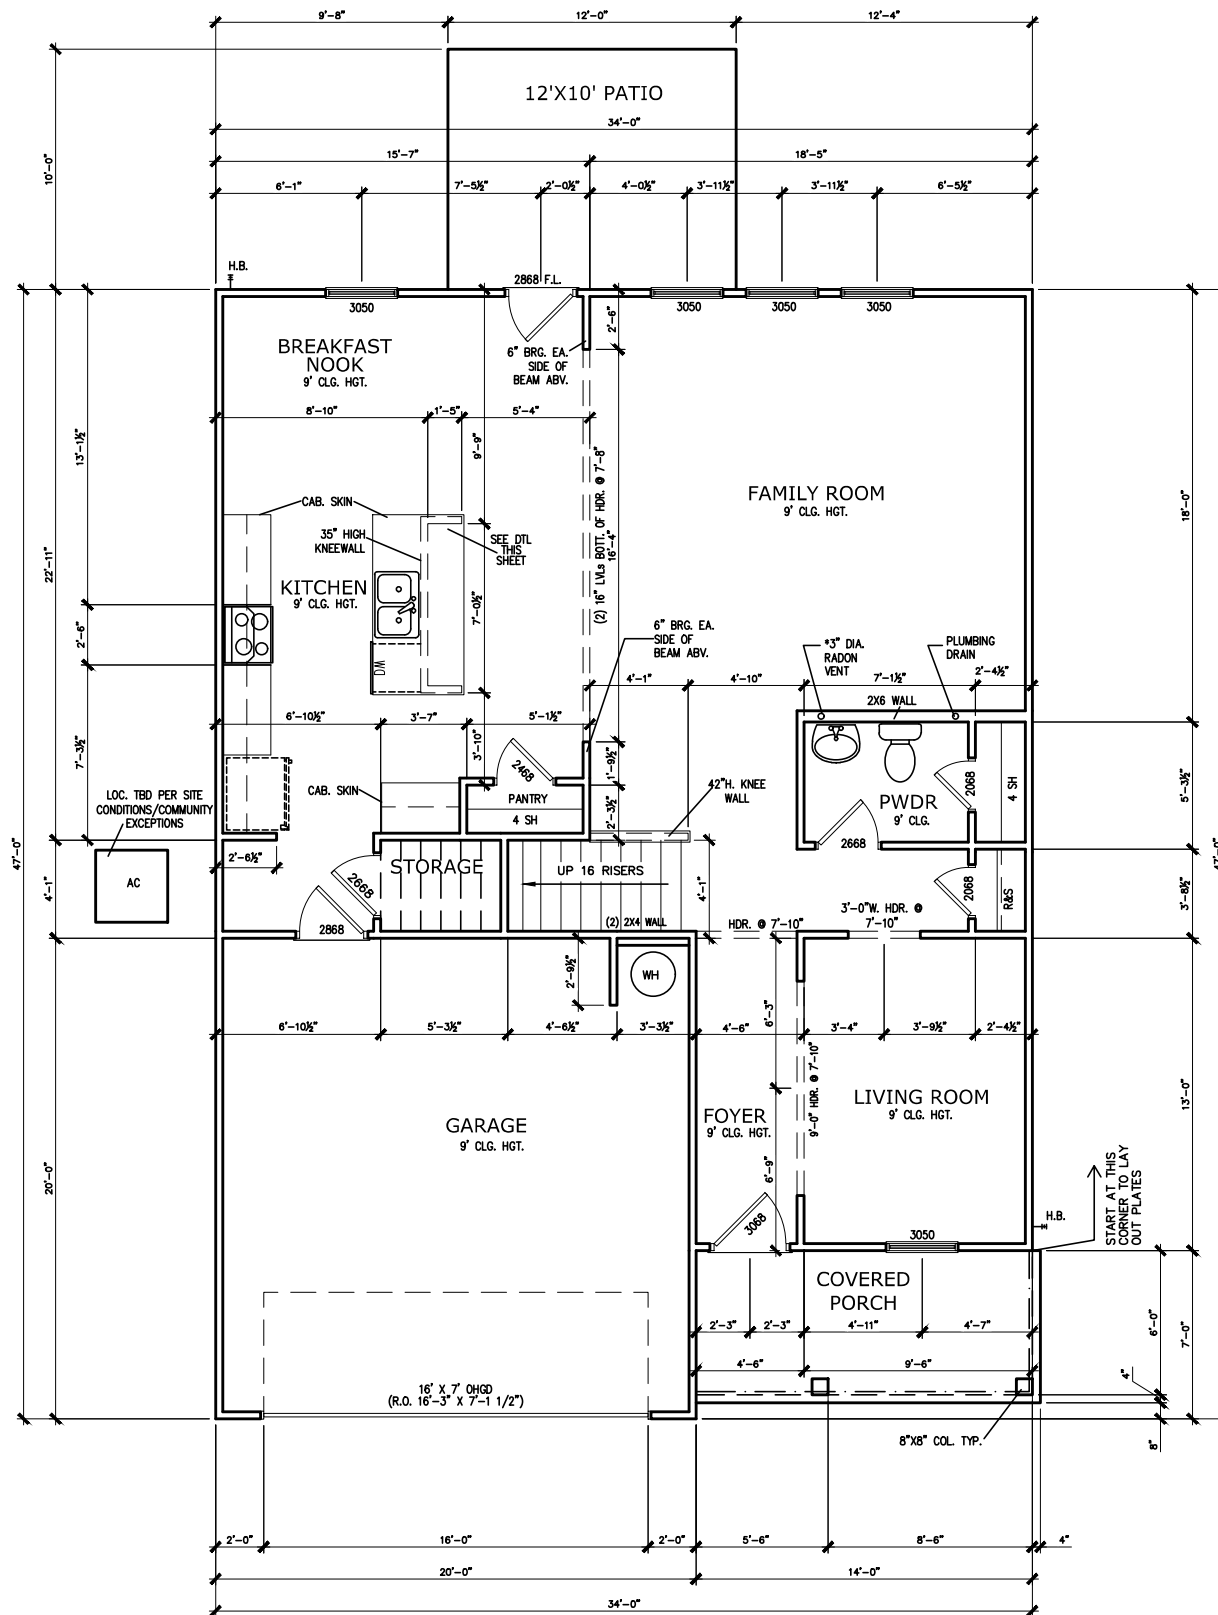 9'-8"
12'-0"
12'-4"
12'X10' PATIO
34'-0"
15'-7"
18'-5"
10'-0"
6'-1"
7'-5½"
2'-0½"
4'-0½"
3'-11½"
3'-11½"
6'-5½"
H.B.
2868 F.L.
3050
3050
3050
3050
2'-6"
BREAKFAST
NOOK
9' CLG. HGT.
6" BRG. EA.
SIDE OF
BEAM ABV.
8'-10"
1'-5"
5'-4"
13'-1½"
9'-9"
(2) 16" LVLs BOTT. OF HDR. @ 7'-8"
16'-4"
FAMILY ROOM
9' CLG. HGT.
18'-0"
CAB. SKIN
35" HIGH
KNEEWALL
SEE DTL
THIS
SHEET
22'-11"
KITCHEN
9' CLG. HGT.
7'-0½"
2'-6"
DW
6" BRG. EA.
SIDE OF
BEAM ABV.
*3" DIA.
RADON
VENT
PLUMBING
DRAIN
4'-1"
4'-10"
7'-1½"
2'-4½"
2X6 WALL
6'-10½"
3'-7"
5'-1½"
7'-3½"
3'-10"
1'-9½"
2'-3½"
2468
PANTRY
4 SH
CAB. SKIN
42"H. KNEE
WALL
PWDR
9' CLG.
2068
4 SH
5'-3½"
2668
LOC. TBD PER SITE
CONDITIONS/COMMUNITY
EXCEPTIONS
AC
47'-0"
47'-0"
2'-6½"
STORAGE
2668
UP 16 RISERS
4'-1"
4'-1"
2868
(2) 2X4 WALL
HDR. @ 7'-10"
3'-0"W. HDR. @
7'-10"
2068
R&S
3'-8½"
2'-9½"
WH
6'-10½"
5'-3½"
4'-6½"
3'-3½"
4'-6"
3'-4"
3'-9½"
2'-4½"
6'-3"
9'-0" HDR. @ 7'-10"
LIVING ROOM
9' CLG. HGT.
GARAGE
9' CLG. HGT.
FOYER
9' CLG. HGT.
13'-0"
20'-0"
6'-9"
START AT THIS
CORNER TO LAY
OUT PLATES
H.B.
3068
3050
COVERED
PORCH
2'-3"
2'-3"
4'-11"
4'-7"
6'-0"
7'-0"
4'-6"
9'-6"
4"
16' X 7' OHGD
(R.O. 16'-3" X 7'-1 1/2")
8"X8" COL. TYP.
8"
2'-0"
16'-0"
2'-0"
5'-6"
8'-6"
4"
20'-0"
14'-0"
34'-0"